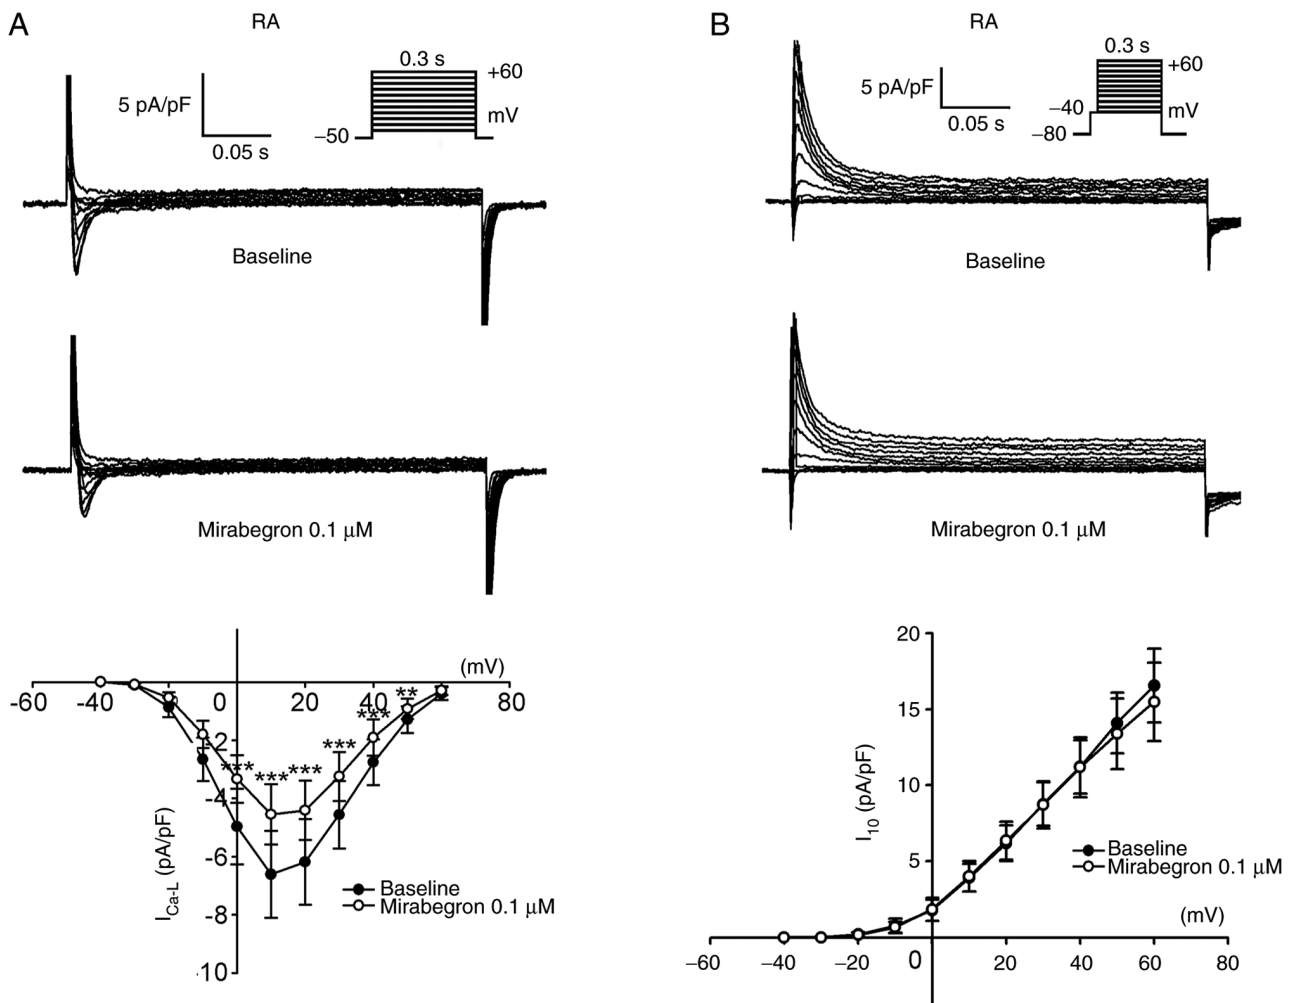 A
RA
0.3 s
+60
5 pA/pF
mV
−50
0.05 s
Baseline
Mirabegron 0.1 µM
(mV)
-60
-40
0
20
40
80
**
***
***
***
***
***
2
-4
-6
-8
10
I Ca-L (pA/pF)
Baseline
Mirabegron 0.1 µM
B
RA
0.3 s
+60
5 pA/pF
−40
mV
0.05 s
−80
Baseline
Mirabegron 0.1 µM
20
15
10
5
I10 (pA/pF)
Baseline
Mirabegron 0.1 µM
(mV)
−60
−40
−20
0
20
40
60
80